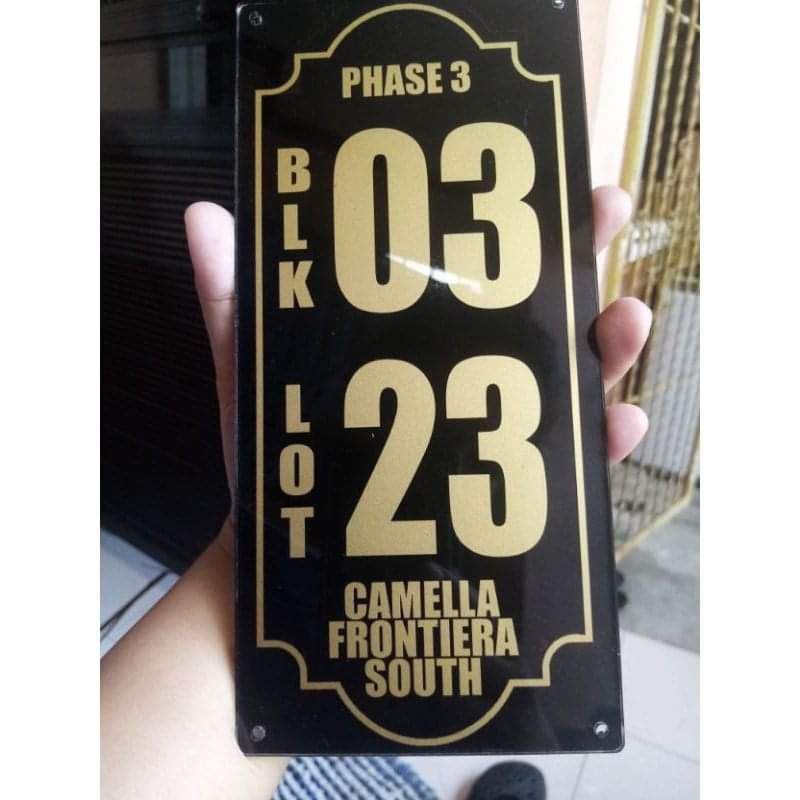 PHASE 3
BLK 03
LOT 23
CAMELLA
FRONTIERA
SOUTH